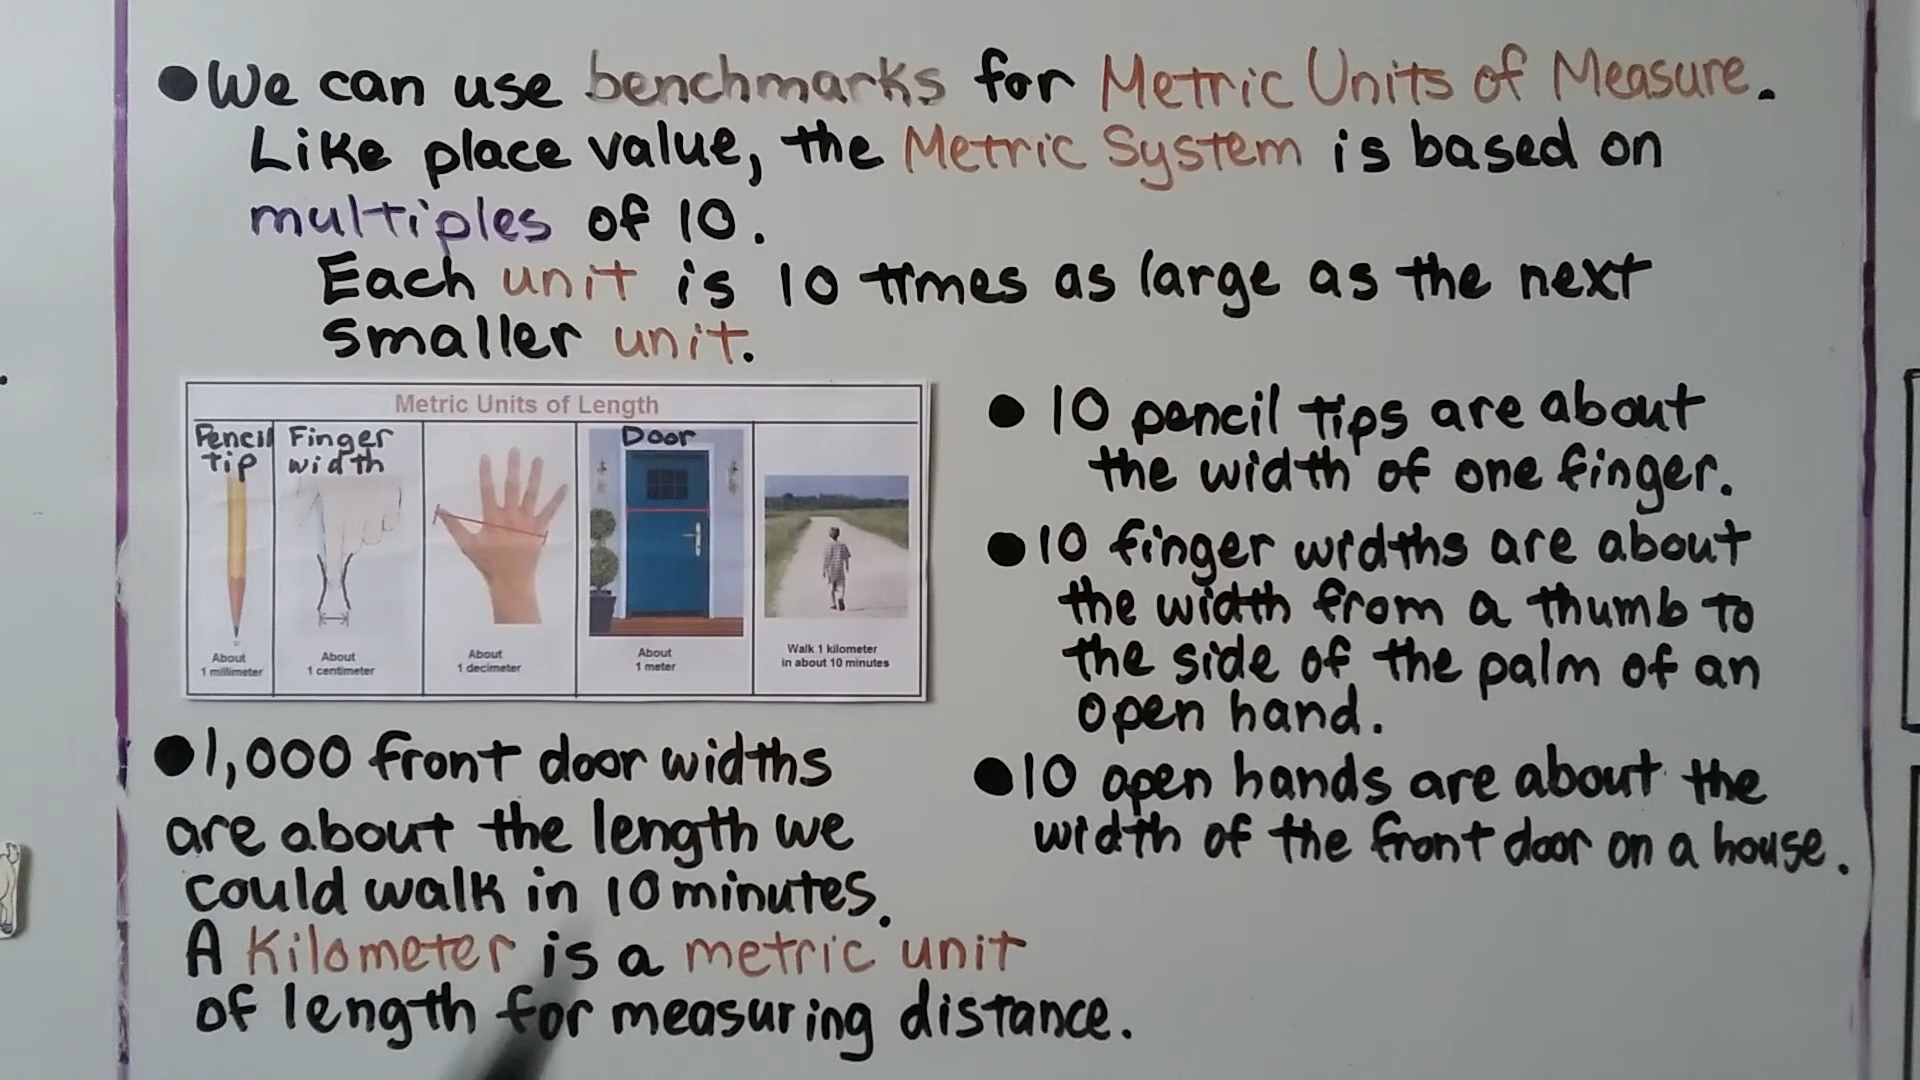 ●We can use benchmarks for Metric Units of Measure.
Like place value, the Metric System is based on
multiples of 10.
Each unit is 10 times as large as the next
smaller unit.
Metric Units of Length
Pencil tip
Finger width
Door
About 1 millimeter
About 1 centimeter
About 1 decimeter
About 1 meter
Walk 1 kilometer in about 10 minutes
●1,000 front door widths
are about the length we
could walk in 10 minutes.
A Kilometer is a metric unit
of length for measuring distance.
● 10 pencil tips are about
the width of one finger.
●10 finger widths are about
the width from a thumb to
the side of the palm of an
open hand.
●10 open hands are about the
width of the front door on a house.